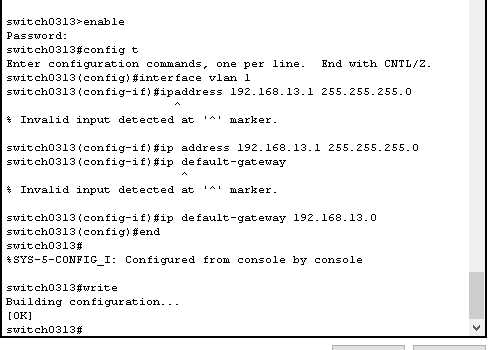 switch0313>enable
Password:
switch0313#config t
Enter configuration commands, one per line.  End with CNTL/Z.
switch0313(config)#interface vlan 1
switch0313(config-if)#ipaddress 192.168.13.1 255.255.255.0
                        ^
% Invalid input detected at '^' marker.
switch0313(config-if)#ip address 192.168.13.1 255.255.255.0
switch0313(config-if)#ip default-gateway
                         ^
% Invalid input detected at '^' marker.
switch0313(config-if)#ip default-gateway 192.168.13.0
switch0313(config)#end
switch0313#
%SYS-5-CONFIG_I: Configured from console by console
switch0313#write
Building configuration...
[OK]
switch0313#